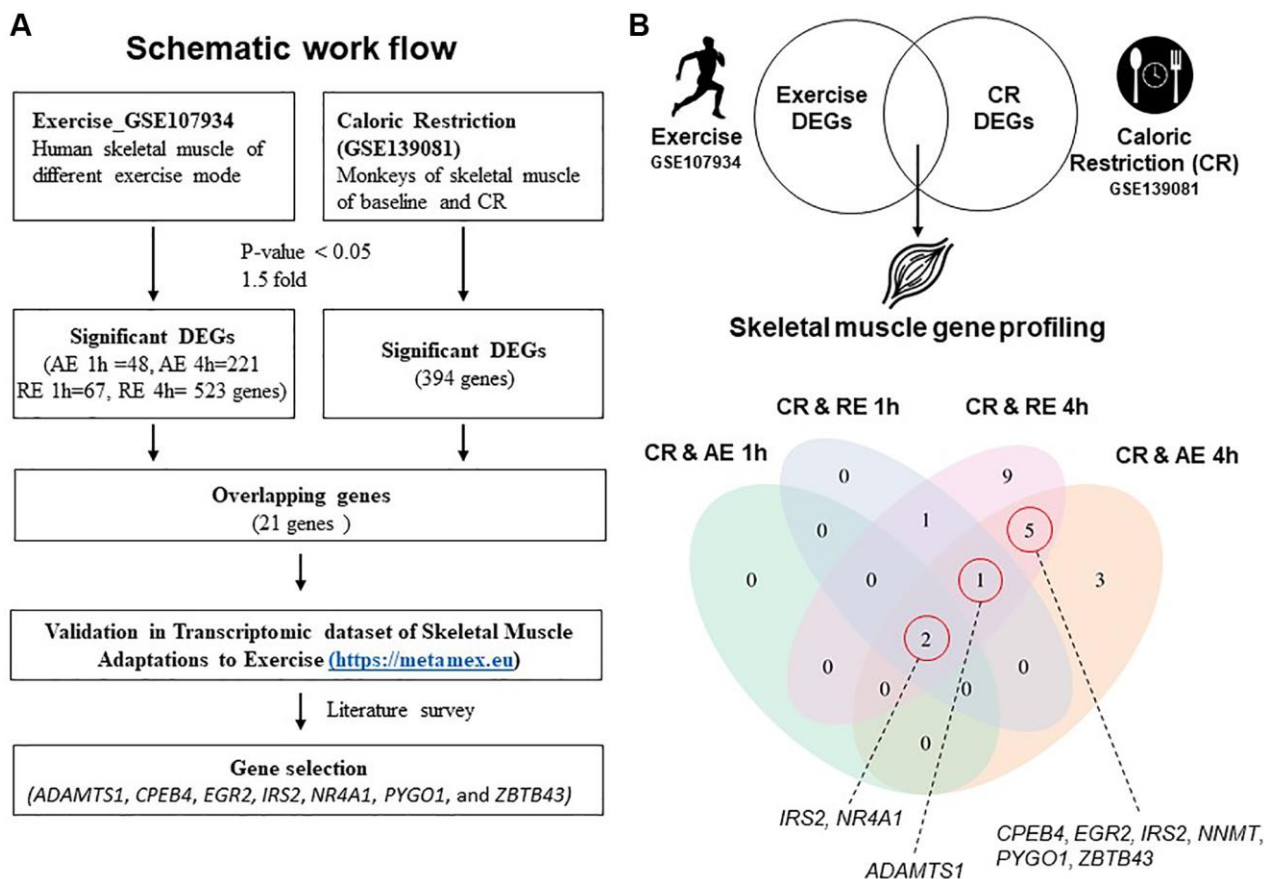 A
Schematic work flow
Exercise_GSE107934
Human skeletal muscle of
different exercise mode
Caloric Restriction
(GSE139081)
Monkeys of skeletal muscle
of baseline and CR
P-value < 0.05
1.5 fold
Significant DEGs
(AE 1h =48, AE 4h=221
RE 1h=67, RE 4h= 523 genes)
Significant DEGs
(394 genes)
Overlapping genes
(21 genes )
Validation in Transcriptomic dataset of Skeletal Muscle
Adaptations to Exercise (https://metamex.eu)
Literature survey
Gene selection
(ADAMTS1, CPEB4, EGR2, IRS2, NR4A1, PYGO1, and ZBTB43)
B
Exercise
GSE107934
Exercise
DEGs
CR
DEGs
Caloric
Restriction (CR)
GSE139081
Skeletal muscle gene profiling
CR & AE 1h
CR & RE 1h
CR & RE 4h
CR & AE 4h
0
9
0
1
5
0
0
1
3
2
0
0
0
0
0
IRS2, NR4A1
ADAMTS1
CPEB4, EGR2, IRS2, NNMT,
PYGO1, ZBTB43